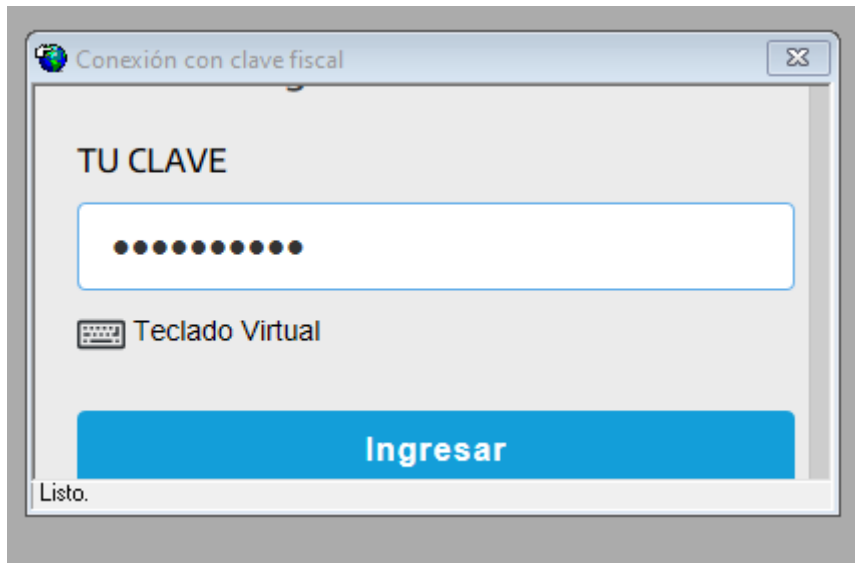 Conexión con clave fiscal
TU CLAVE
••••••••••
Teclado Virtual
Ingresar
Listo.